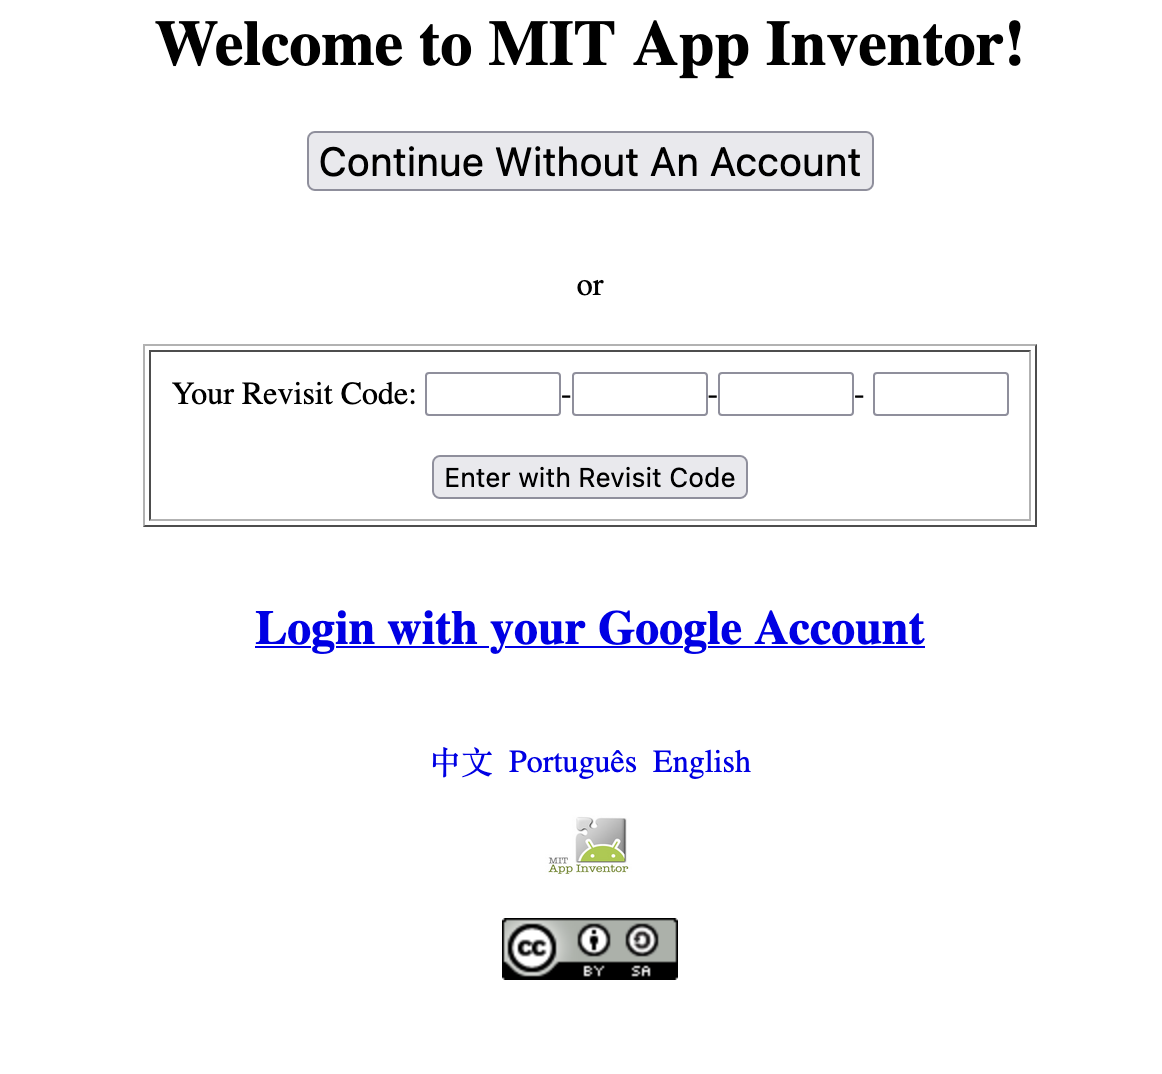 Welcome to MIT App Inventor!
Continue Without An Account
or
Your Revisit Code: - - -
Enter with Revisit Code
Login with your Google Account
中文 Português English
MIT
App Inventor
cc
BY SA